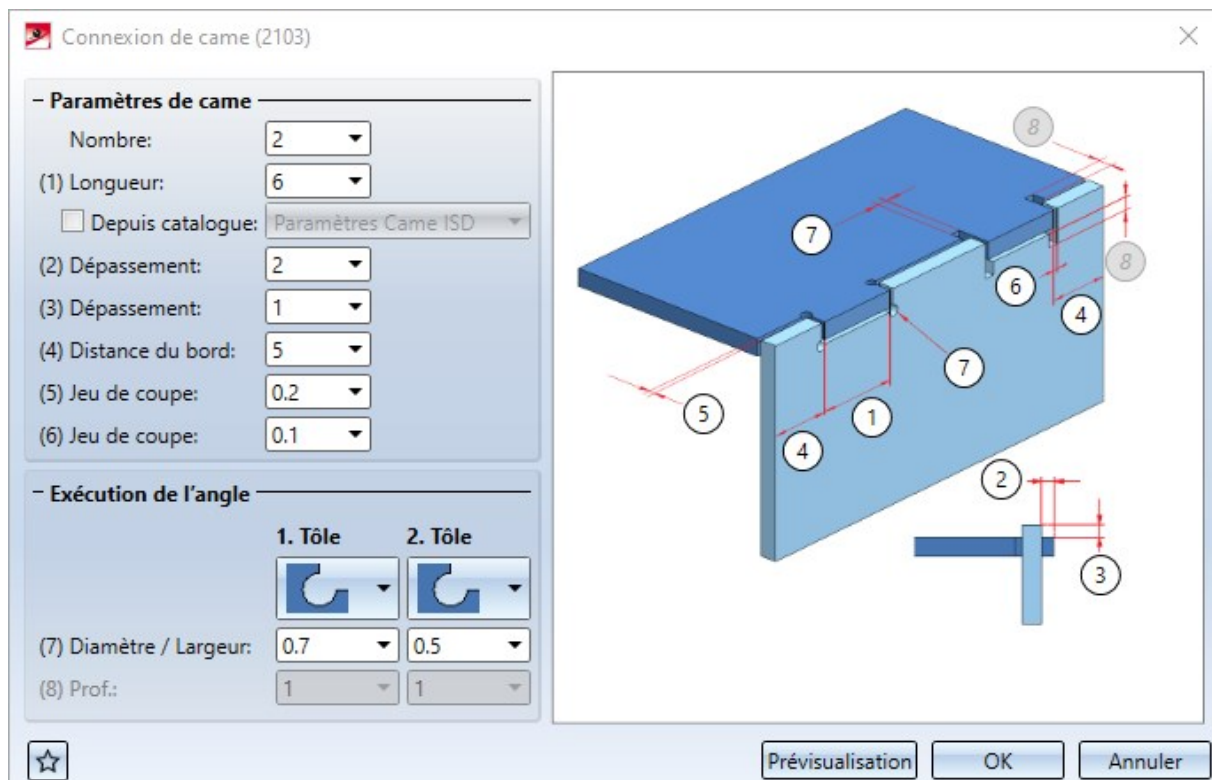 Connexion de came (2103)
Paramètres de came
Nombre: 2
(1) Longueur: 6
Depuis catalogue: Paramètres Came ISD
(2) Dépassement: 2
(3) Dépassement: 1
(4) Distance du bord: 5
(5) Jeu de coupe: 0.2
(6) Jeu de coupe: 0.1
Exécution de l'angle
1. Tôle 2. Tôle
(7) Diamètre / Largeur: 0.7 0.5
(8) Prof.: 1 1
8
7
8
6
4
7
5
1
4
2
3
Prévisualisation OK Annuler